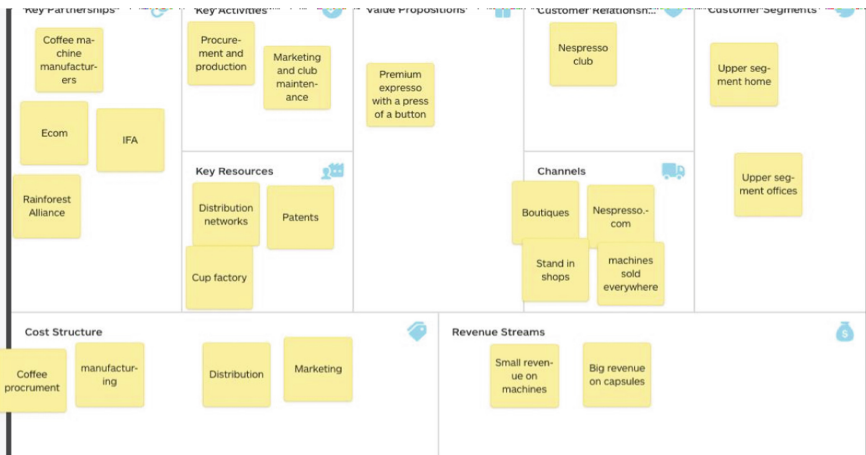 Key Partnerships
Coffee ma-
chine
manufactur-
ers
Ecom
IFA
Rainforest
Alliance
Key Activities
Procure-
ment and
production
Marketing
and club
mainten-
ance
Key Resources
Distribution
networks
Patents
Cup factory
Value Propositions
Premium
expresso
with a press
of a button
Customer Relationsh...
Nespresso
club
Channels
Boutiques
Nespresso.-
com
Stand in
shops
machines
sold
everywhere
Customer Segments
Upper seg-
ment home
Upper seg-
ment offices
Cost Structure
Coffee
procrument
manufactur-
ing
Distribution
Marketing
Revenue Streams
Small reven-
ue on
machines
Big revenue
on capsules